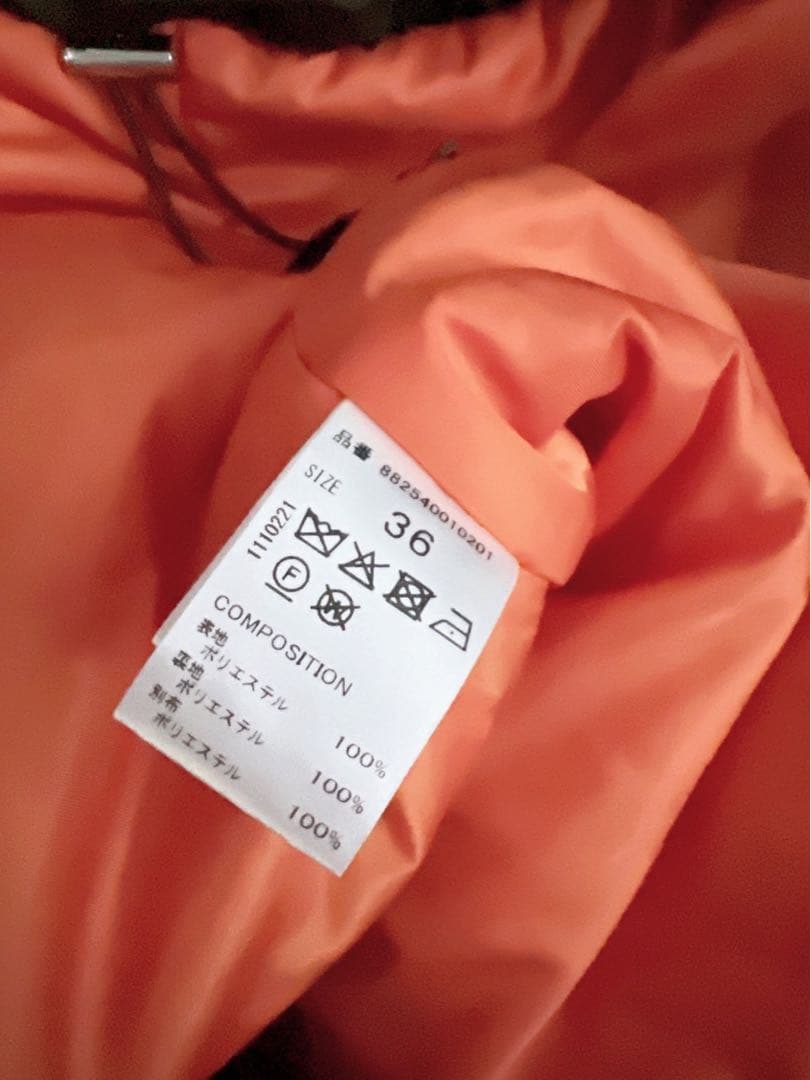 品番 882540010201
SIZE 36
1110221
F
W
COMPOSITION
表地
ポリエステル 100%
裏地
ポリエステル 100%
別布
ポリエステル 100%